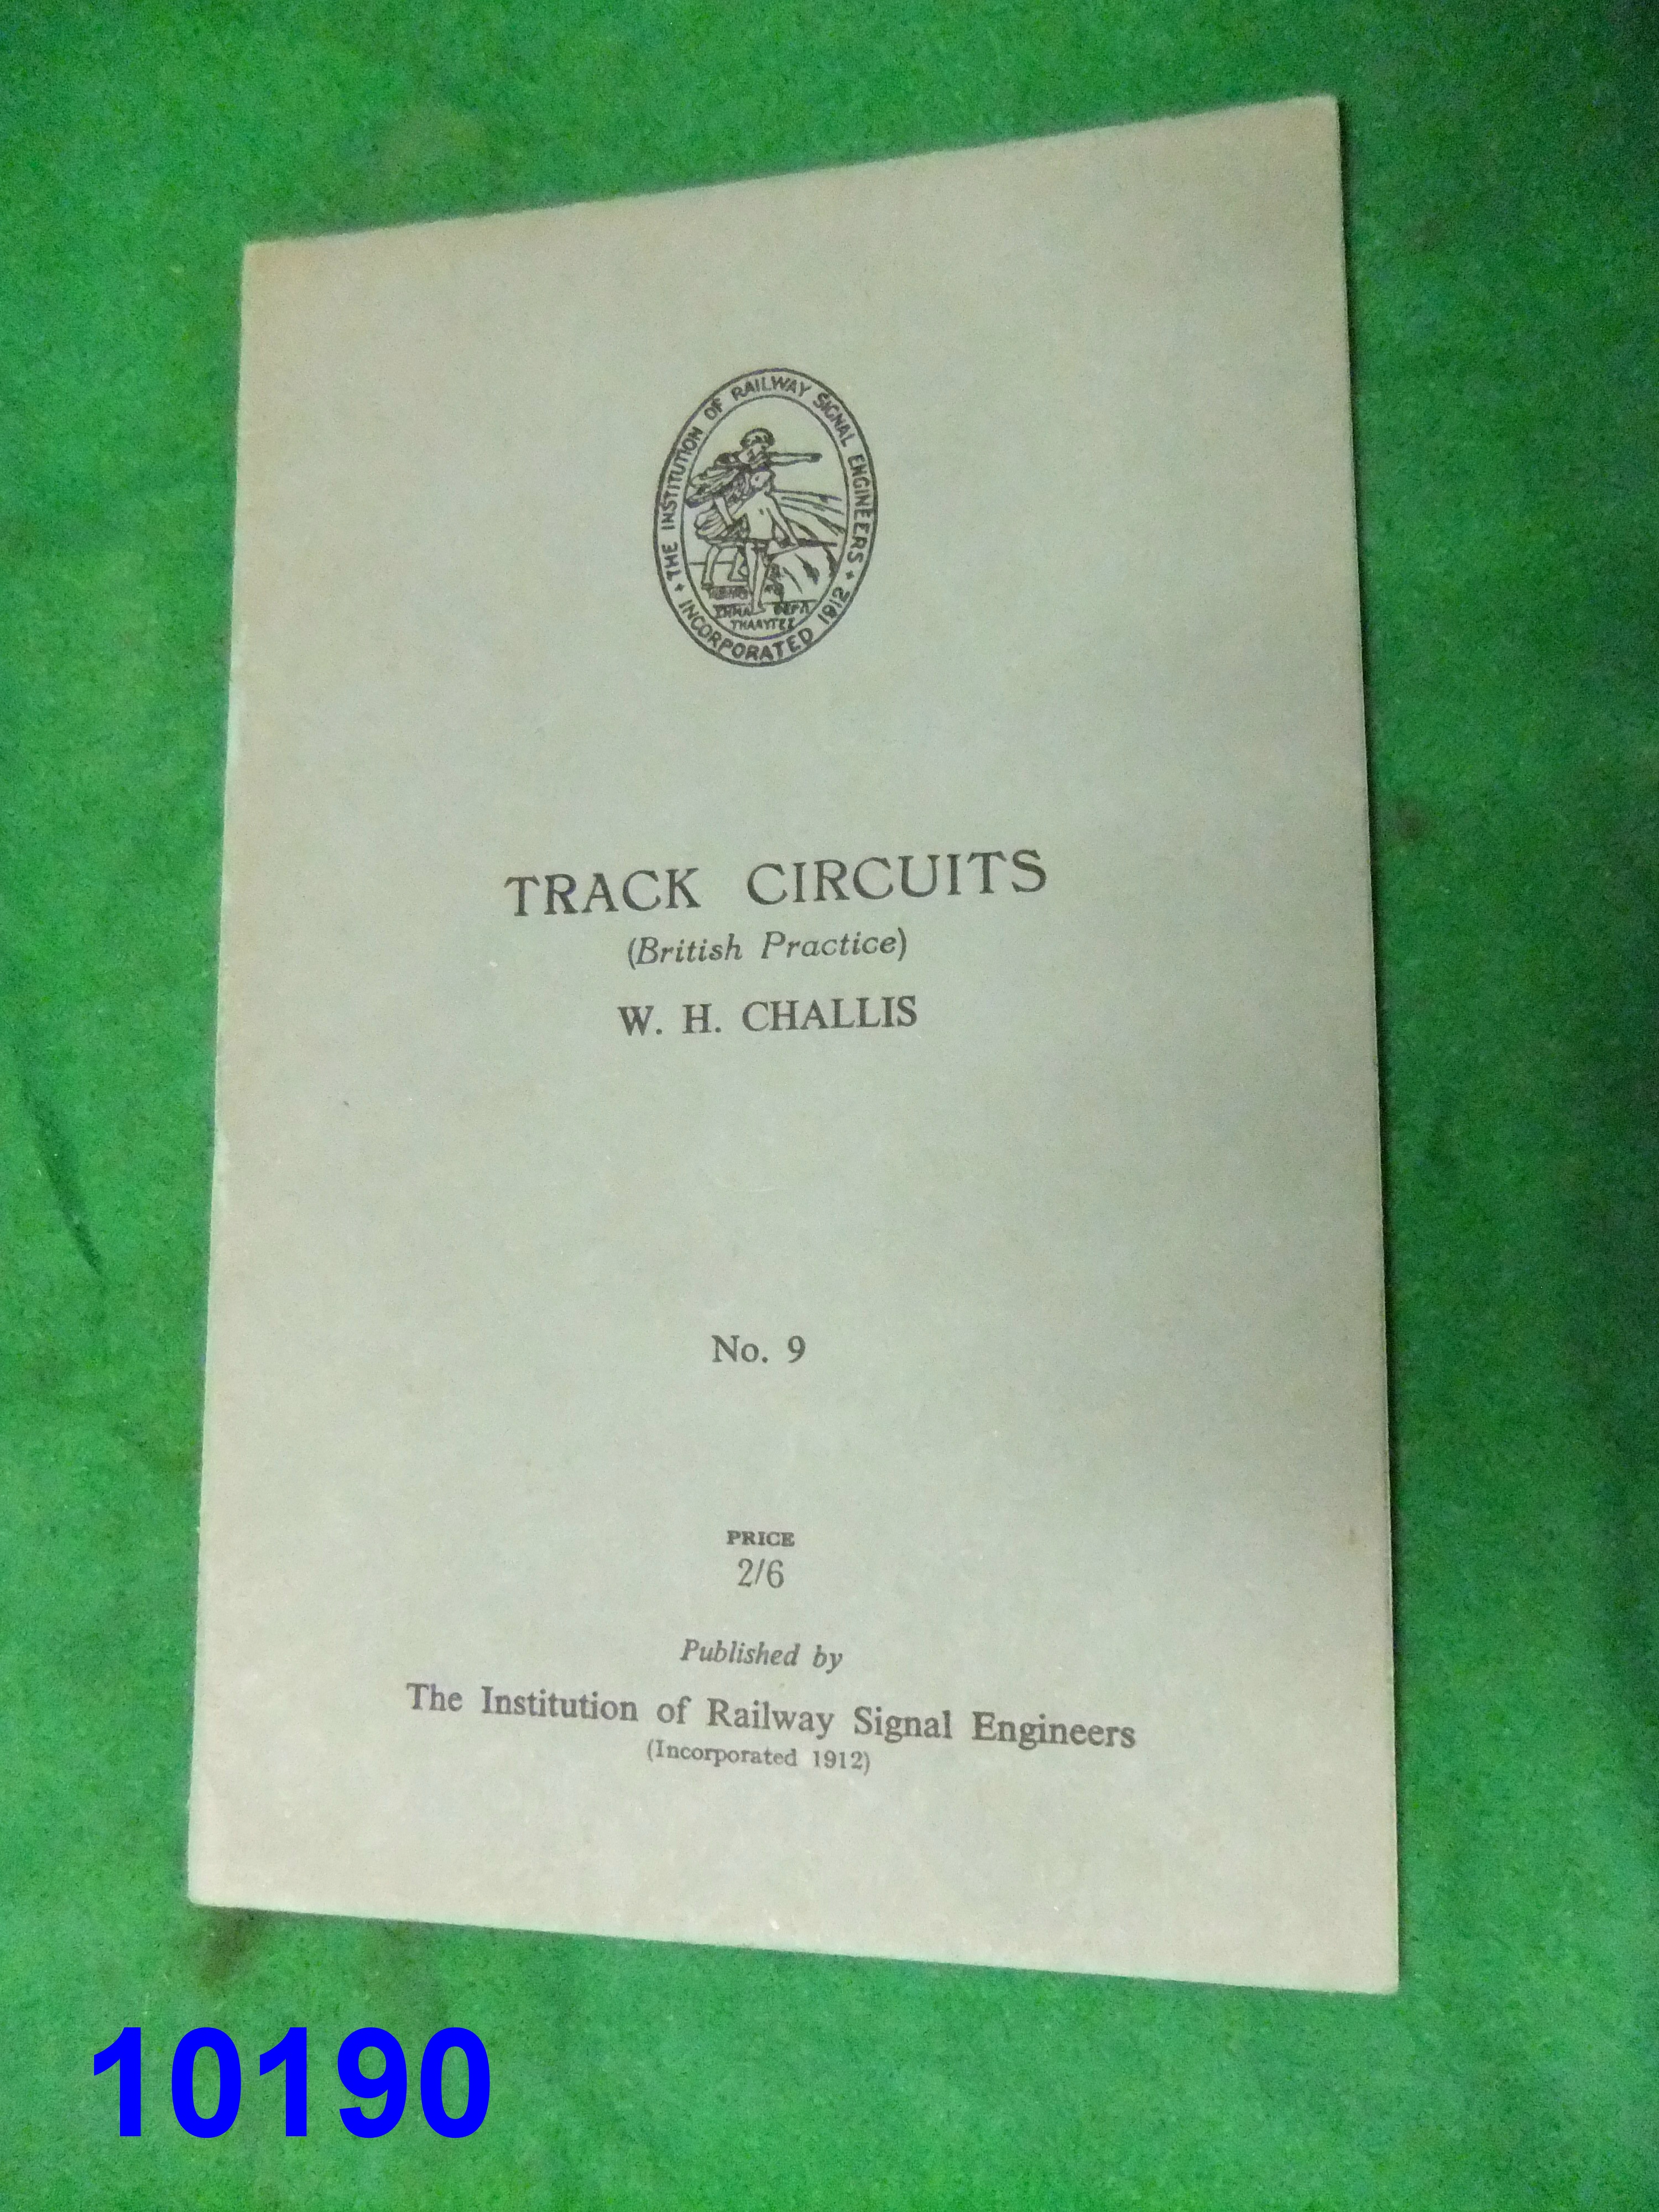 THE INSTITUTION OF RAILWAY SIGNAL ENGINEERS
INCORPORATED 1912
TRACK CIRCUITS
(British Practice)
W. H. CHALLIS
No. 9
PRICE
2/6
Published by
The Institution of Railway Signal Engineers
(Incorporated 1912)
10190